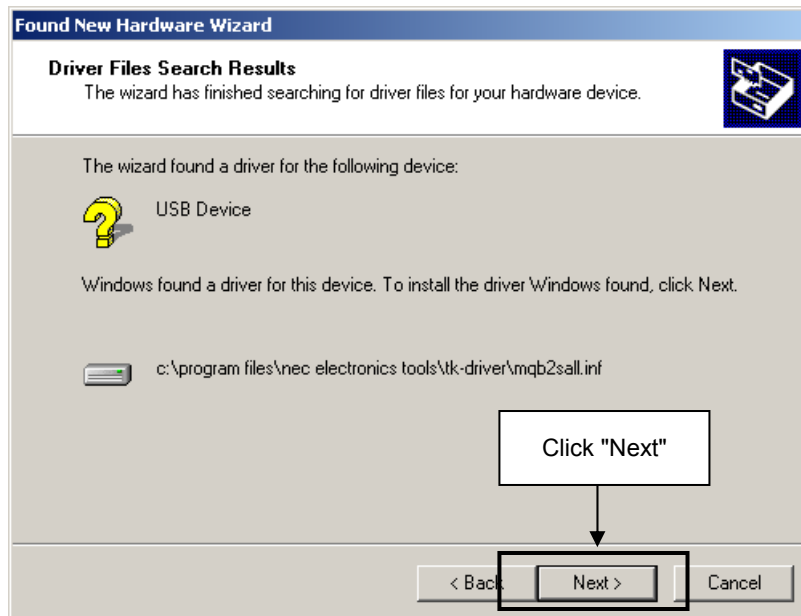 Found New Hardware Wizard
Driver Files Search Results
The wizard has finished searching for driver files for your hardware device.
The wizard found a driver for the following device:
USB Device
Windows found a driver for this device. To install the driver Windows found, click Next.
c:\program files\nec electronics tools\tk-driver\mqb2sall.inf
Click "Next"
< Back Next > Cancel